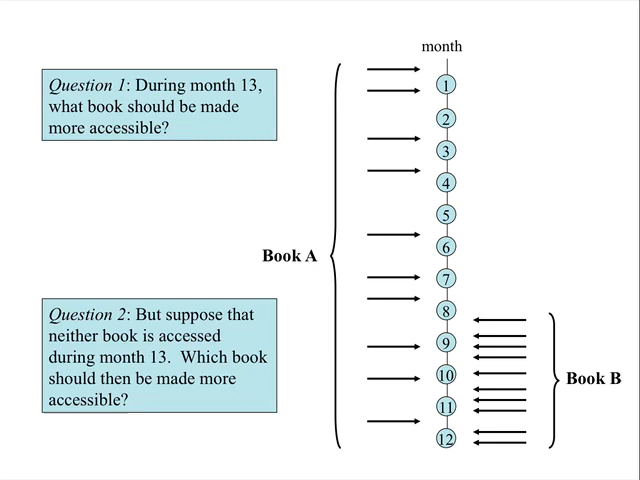 month
Question 1: During month 13,
what book should be made
more accessible?
1
2
3
4
5
6
Book A
7
8
Question 2: But suppose that
neither book is accessed
during month 13. Which book
should then be made more
accessible?
9
10
Book B
11
12